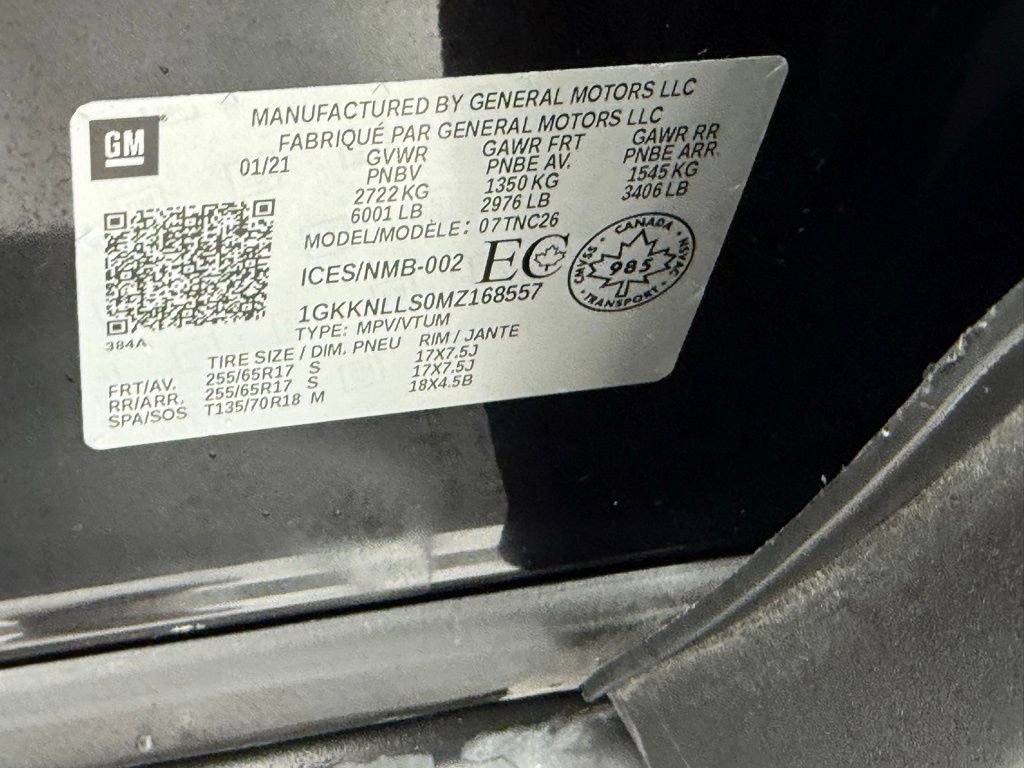 MANUFACTURED BY GENERAL MOTORS LLC
FABRIQUÉ PAR GENERAL MOTORS LLC
GM
01/21
GVWR GAWR FRT GAWR RR
PNBV PNBE AV. PNBE ARR.
2722 KG 1350 KG 1545 KG
6001 LB 2976 LB 3406 LB
MODEL/MODÈLE: 07TNC26
ICES/NMB-002 EC
CANADA
CMVSS 985 NSVAC
TRANSPORT
1GKKNLLS0MZ168557
TYPE: MPV/VTUM
384A
TIRE SIZE / DIM. PNEU RIM / JANTE
FRT/AV. 255/65R17 S 17X7.5J
RR/ARR. 255/65R17 S 17X7.5J
SPA/SOS T135/70R18 M 18X4.5B